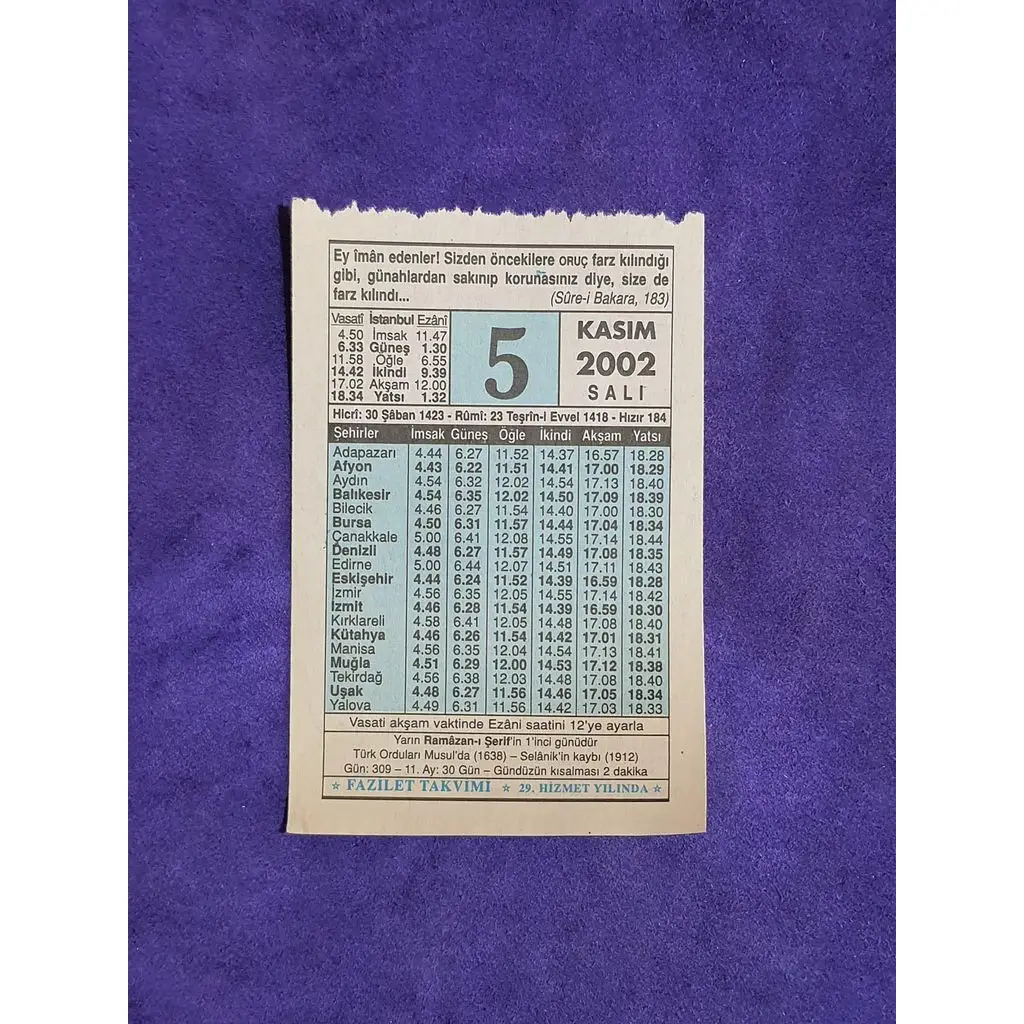 Ey îmân edenler! Sizden öncekilere ORUÇ farz kılındığı
gibi, günahlardan sakınıp korunasınız diye, size de
farz kılındı... (Sûre-i Bakara, 183)
Vasatî İstanbul Ezânî
4.50 İmsak 11.47
6.33 Güneş 1.30
11.58 Öğle 6.55
14.42 İkindi 9.39
17.02 Akşam 12.00
18.34 Yatsı 1.32
5
KASIM
2002
SALI
Hicrî: 30 Şâban 1423 - Rûmî: 23 Teşrîn-i Evvel 1418 - Hızır 184
Şehirler İmsak Güneş Öğle İkindi Akşam Yatsı
Adapazarı 4.44 6.27 11.52 14.37 16.57 18.28
Afyon 4.43 6.22 11.51 14.41 17.00 18.29
Aydın 4.54 6.32 12.02 14.54 17.13 18.40
Balıkesir 4.54 6.35 12.02 14.50 17.09 18.39
Bilecik 4.46 6.27 11.54 14.40 17.00 18.30
Bursa 4.50 6.31 11.57 14.44 17.04 18.34
Çanakkale 5.00 6.41 12.08 14.55 17.14 18.44
Denizli 4.48 6.27 11.57 14.49 17.08 18.35
Edirne 5.00 6.44 12.07 14.51 17.11 18.43
Eskişehir 4.44 6.24 11.52 14.39 16.59 18.28
İzmir 4.56 6.35 12.05 14.55 17.14 18.42
İzmit 4.46 6.28 11.54 14.39 16.59 18.30
Kırklareli 4.58 6.41 12.05 14.48 17.08 18.40
Kütahya 4.46 6.26 11.54 14.42 17.01 18.31
Manisa 4.56 6.35 12.04 14.54 17.13 18.41
Muğla 4.51 6.29 12.00 14.53 17.12 18.38
Tekirdağ 4.56 6.38 12.03 14.48 17.08 18.40
Uşak 4.48 6.27 11.56 14.46 17.05 18.34
Yalova 4.49 6.31 11.56 14.42 17.03 18.33
Vasati akşam vaktinde Ezâni saatini 12'ye ayarla
Yarın Ramâzan-ı Şerif'in 1'inci günüdür
Türk Orduları Musul'da (1638) – Selânik'in kaybı (1912)
Gün: 309 – 11. Ay: 30 Gün – Gündüzün kısalması 2 dakika
☆ FAZİLET TAKVİMİ ☆ 29. HİZMET YILINDA ☆